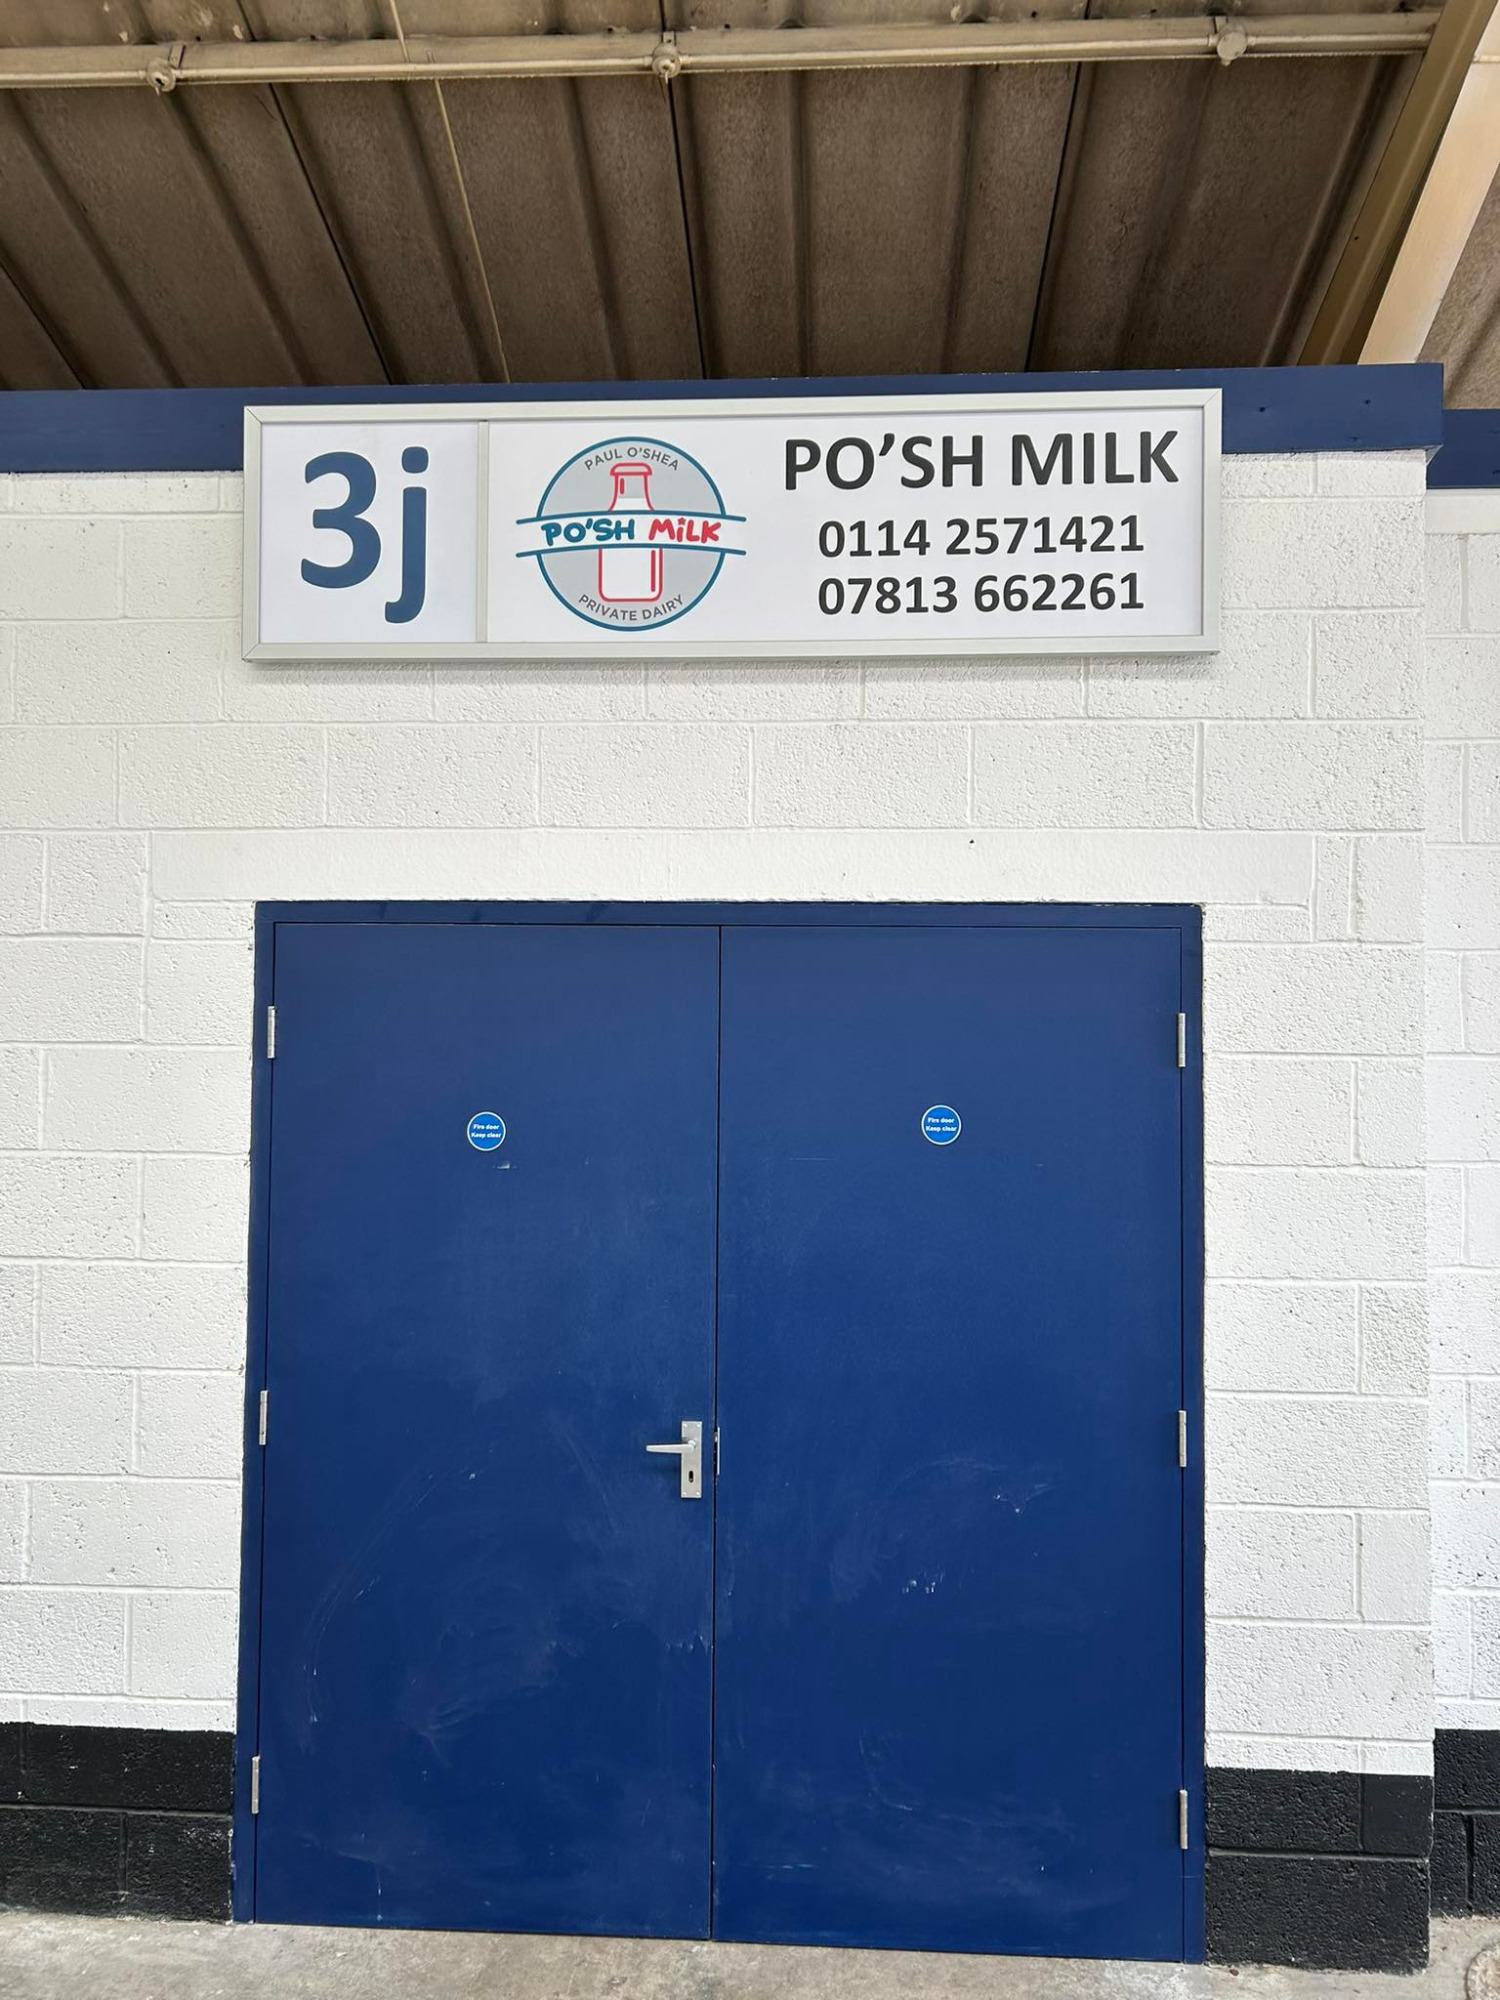 3j
PAUL O'SHEA
PO'SH MiLK
PRIVATE DAIRY
PO'SH MILK
0114 2571421
07813 662261
Fire door
Keep clear
Fire door
Keep clear